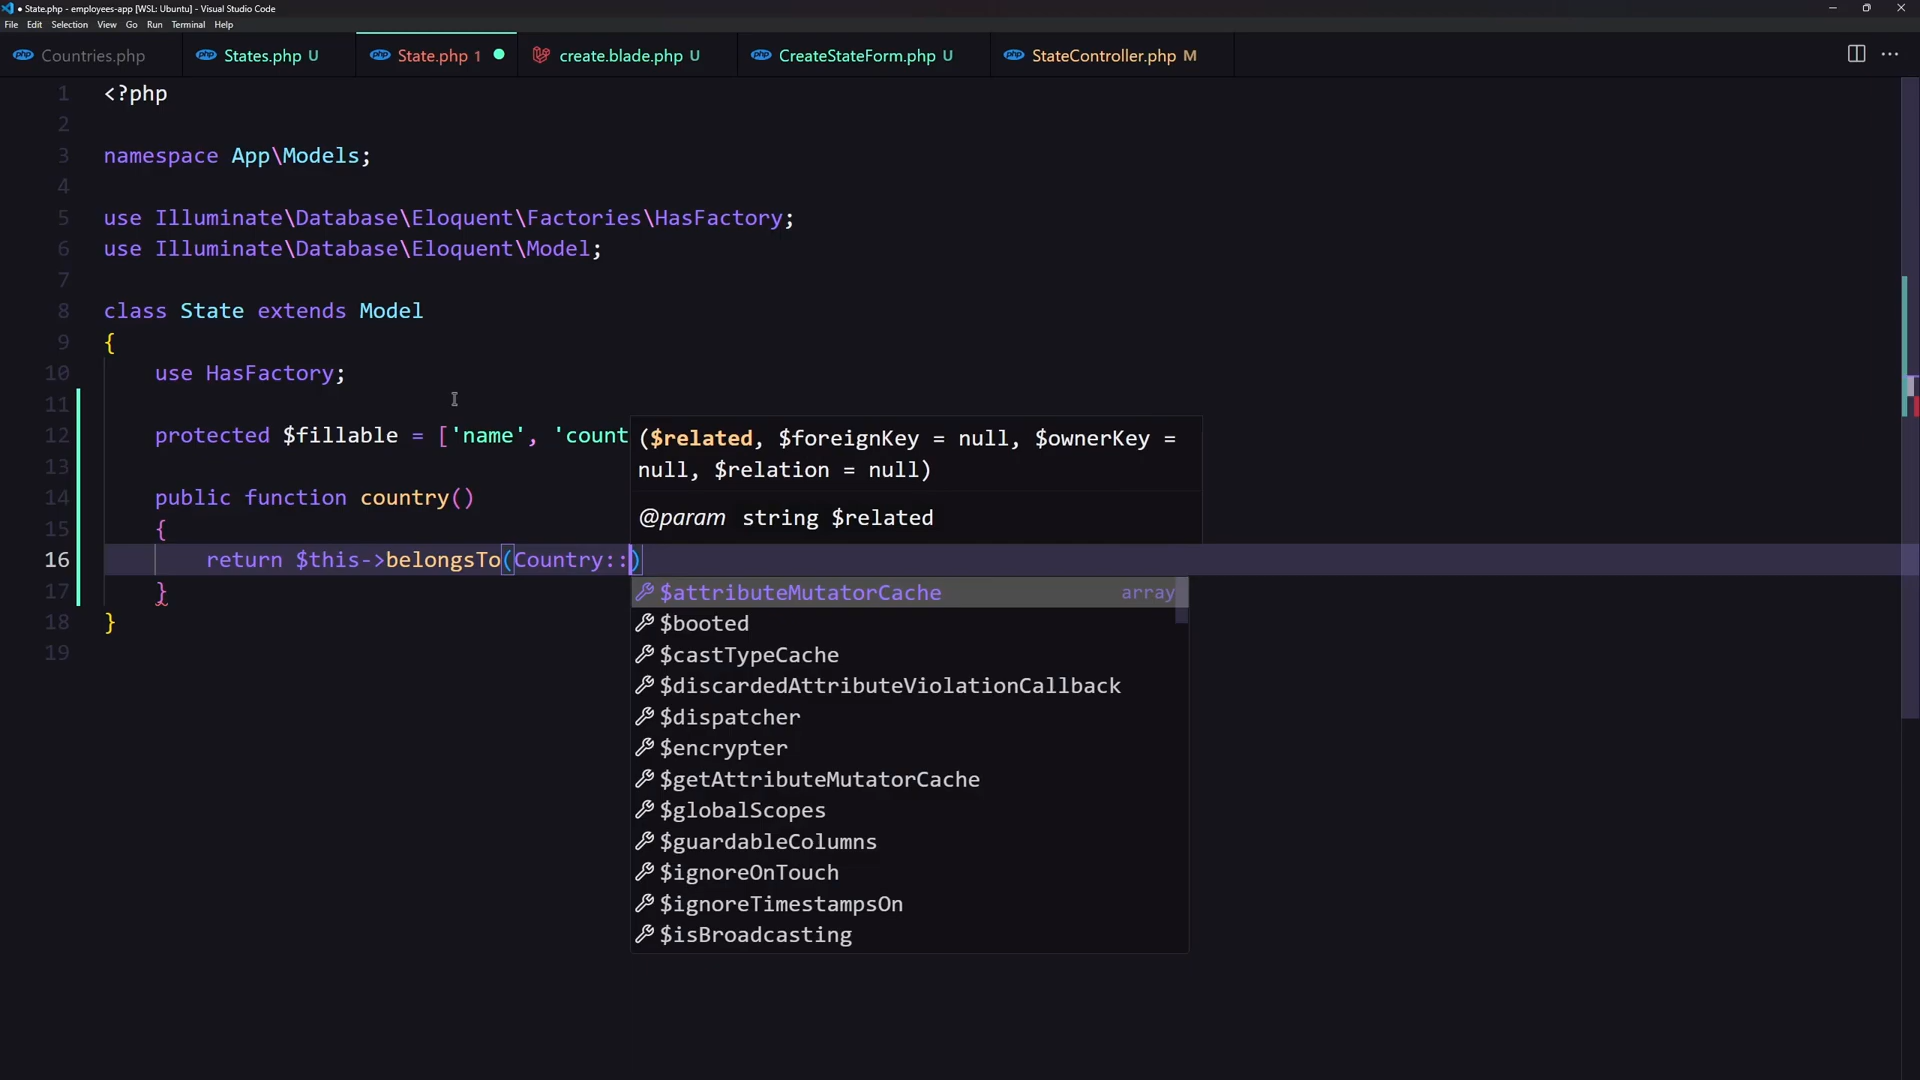 State.php - employees-app [WSL: Ubuntu] - Visual Studio Code
File Edit Selection View Go Run Terminal Help
Countries.php States.php U State.php 1 create.blade.php U CreateStateForm.php U StateController.php M
1 <?php
2
3 namespace App\Models;
4
5 use Illuminate\Database\Eloquent\Factories\HasFactory;
6 use Illuminate\Database\Eloquent\Model;
7
8 class State extends Model
9 {
10 use HasFactory;
11
12 protected $fillable = ['name', 'count
13
14 public function country()
15 {
16 return $this->belongsTo(Country::)
17 }
18 }
19
($related, $foreignKey = null, $ownerKey =
null, $relation = null)
@param string $related
$attributeMutatorCache array
$booted
$castTypeCache
$discardedAttributeViolationCallback
$dispatcher
$encrypter
$getAttributeMutatorCache
$globalScopes
$guardableColumns
$ignoreOnTouch
$ignoreTimestampsOn
$isBroadcasting